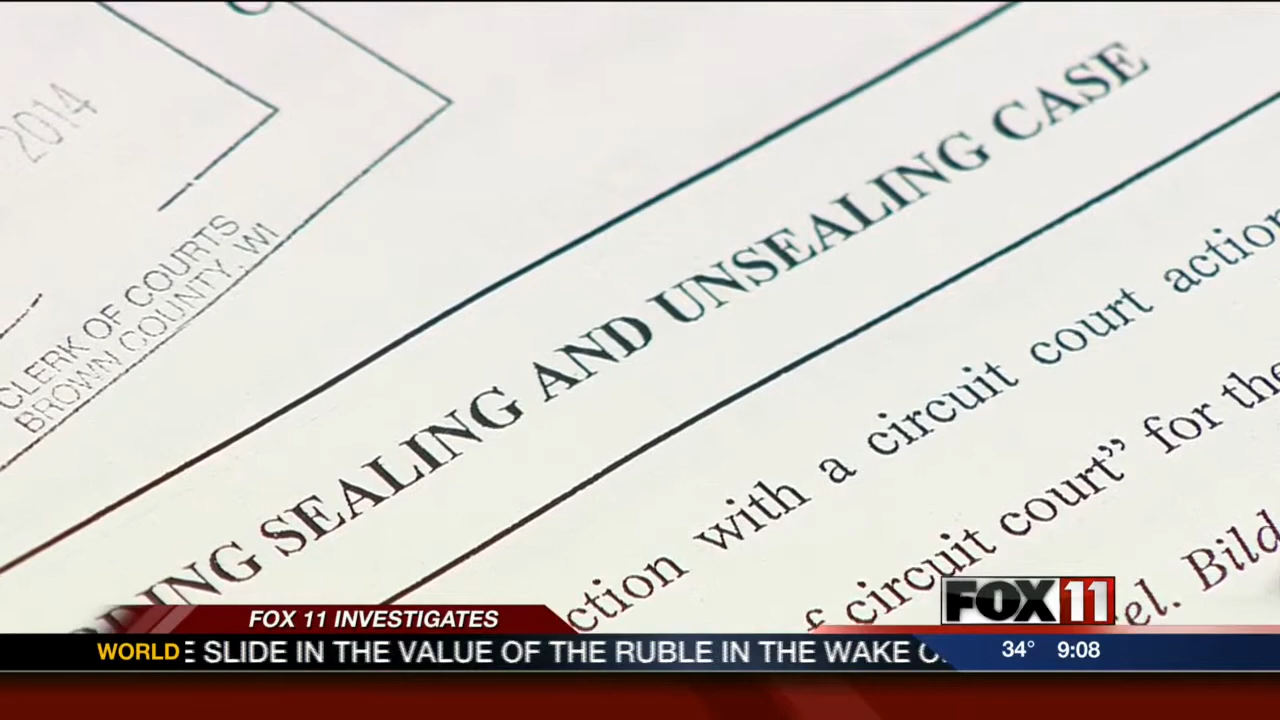 2014
CLERK OF COURTS
BROWN COUNTY, WI
SEALING AND UNSEALING CASE
with a circuit court action
circuit court” for the
Bild
FOX 11 INVESTIGATES
FOX 11
WORLD SLIDE IN THE VALUE OF THE RUBLE IN THE WAKE
34° 9:08